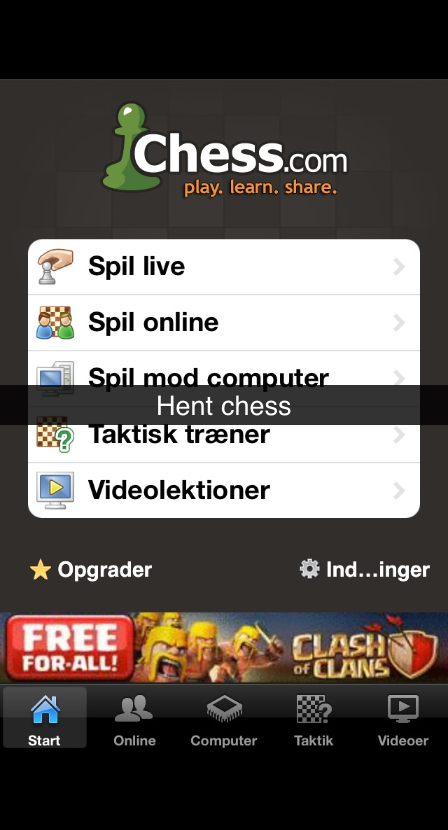 Chess.com
play. learn. share.
Spil live
Spil online
Spil mod computer
Hent chess
Taktisk træner
Videolektioner
Opgrader
Ind...inger
FREE
FOR-ALL!
CLASH
OF CLANS
Start
Online
Computer
Taktik
Videoer